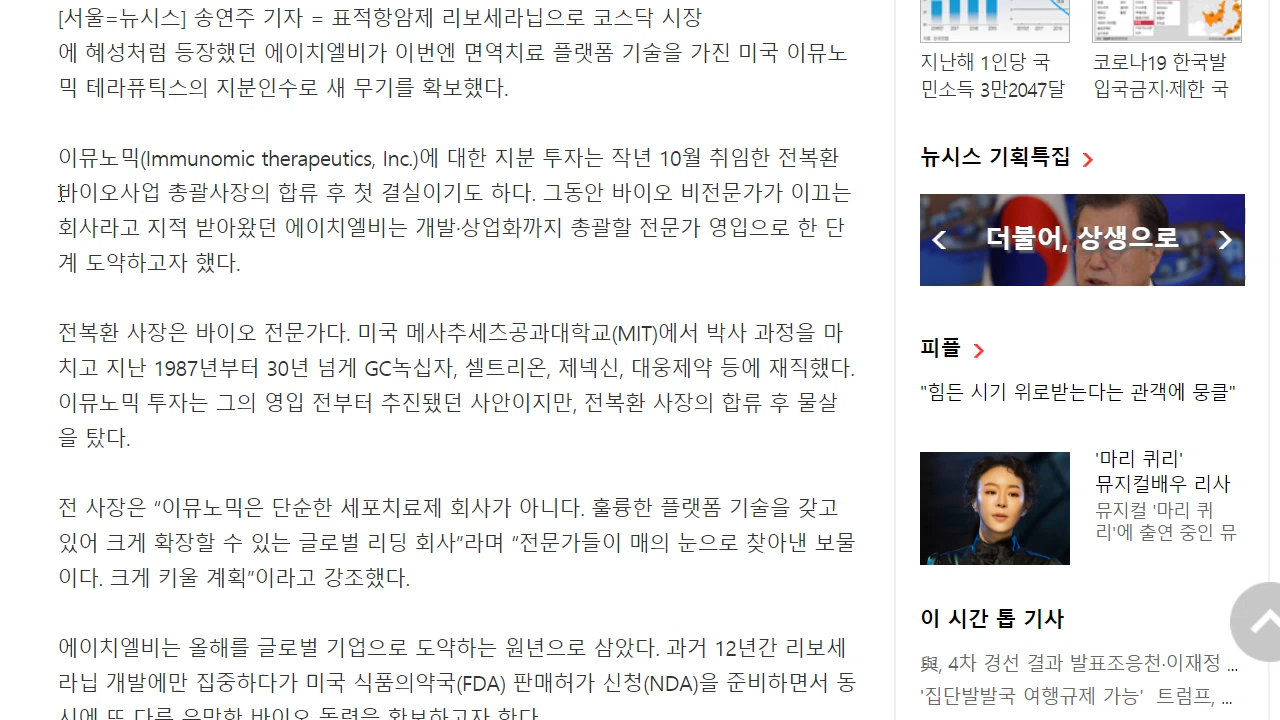 [서울=뉴시스] 송연주 기자 = 표적항암제 리보세라닙으로 코스닥 시장
에 혜성처럼 등장했던 에이치엘비가 이번엔 면역치료 플랫폼 기술을 가진 미국 이뮤노
믹 테라퓨틱스의 지분인수로 새 무기를 확보했다.
이뮤노믹(Immunomic therapeutics, Inc.)에 대한 지분 투자는 작년 10월 취임한 전복환
바이오사업 총괄사장의 합류 후 첫 결실이기도 하다. 그동안 바이오 비전문가가 이끄는
회사라고 지적 받아왔던 에이치엘비는 개발·상업화까지 총괄할 전문가 영입으로 한 단
계 도약하고자 했다.
전복환 사장은 바이오 전문가다. 미국 메사추세츠공과대학교(MIT)에서 박사 과정을 마
치고 지난 1987년부터 30년 넘게 GC녹십자, 셀트리온, 제넥신, 대웅제약 등에 재직했다.
이뮤노믹 투자는 그의 영입 전부터 추진됐던 사안이지만, 전복환 사장의 합류 후 물살
을 탔다.
전 사장은 “이뮤노믹은 단순한 세포치료제 회사가 아니다. 훌륭한 플랫폼 기술을 갖고
있어 크게 확장할 수 있는 글로벌 리딩 회사”라며 “전문가들이 매의 눈으로 찾아낸 보물
이다. 크게 키울 계획”이라고 강조했다.
에이치엘비는 올해를 글로벌 기업으로 도약하는 원년으로 삼았다. 과거 12년간 리보세
라닙 개발에만 집중하다가 미국 식품의약국(FDA) 판매허가 신청(NDA)을 준비하면서 동
시에 또 다른 유망한 바이오 동력을 확보하고자 한다.
지난해 1인당 국
민소득 3만2047달
코로나19 한국발
입국금지·제한 국
뉴시스 기획특집
더불어, 상생으로
피플
"힘든 시기 위로받는다는 관객에 뭉클"
'마리 퀴리'
뮤지컬배우 리사
뮤지컬 '마리 퀴
리'에 출연 중인 뮤
이 시간 톱 기사
與, 4차 경선 결과 발표조응천·이재정 ...
'집단발발국 여행규제 가능' 트럼프, ...